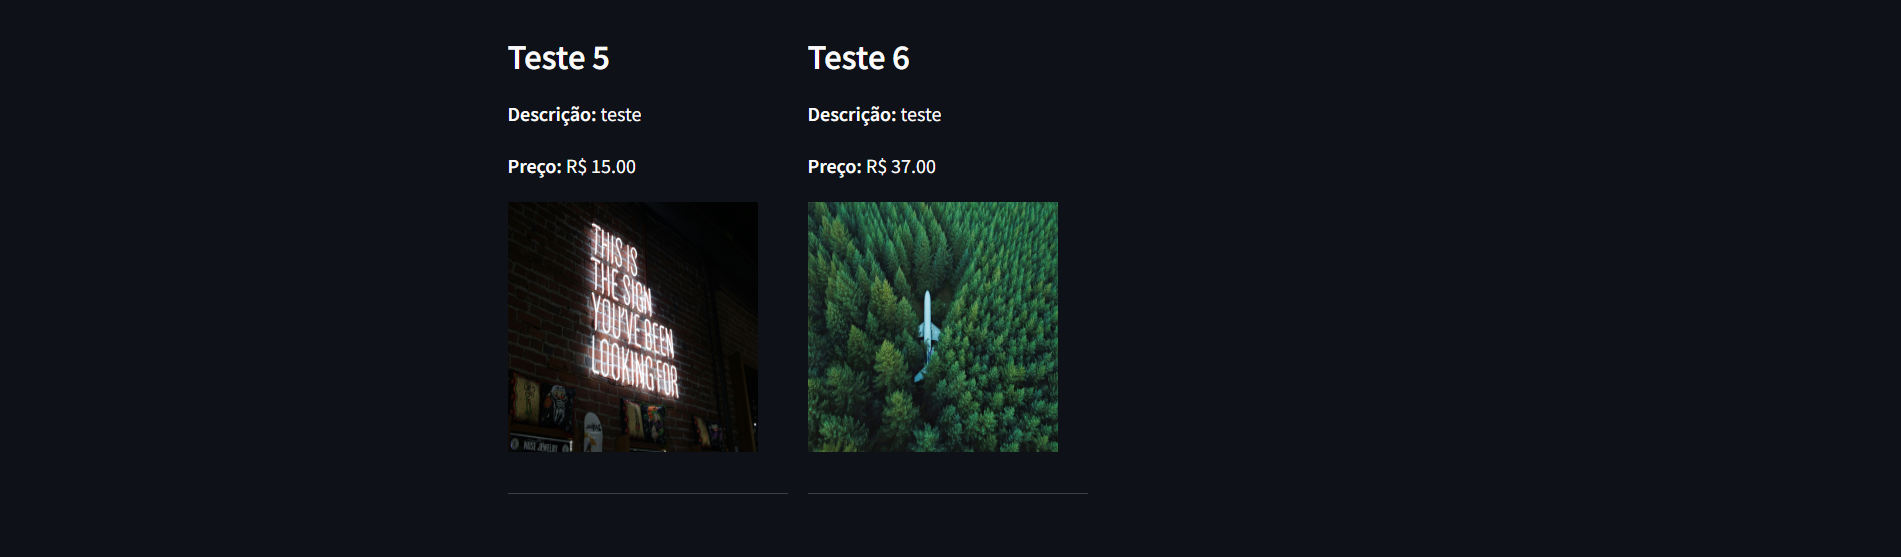 Teste 5
Descrição: teste
Preço: R$ 15.00
THIS IS
THE SIGN
YOU'VE BEEN
LOOKING FOR
Teste 6
Descrição: teste
Preço: R$ 37.00